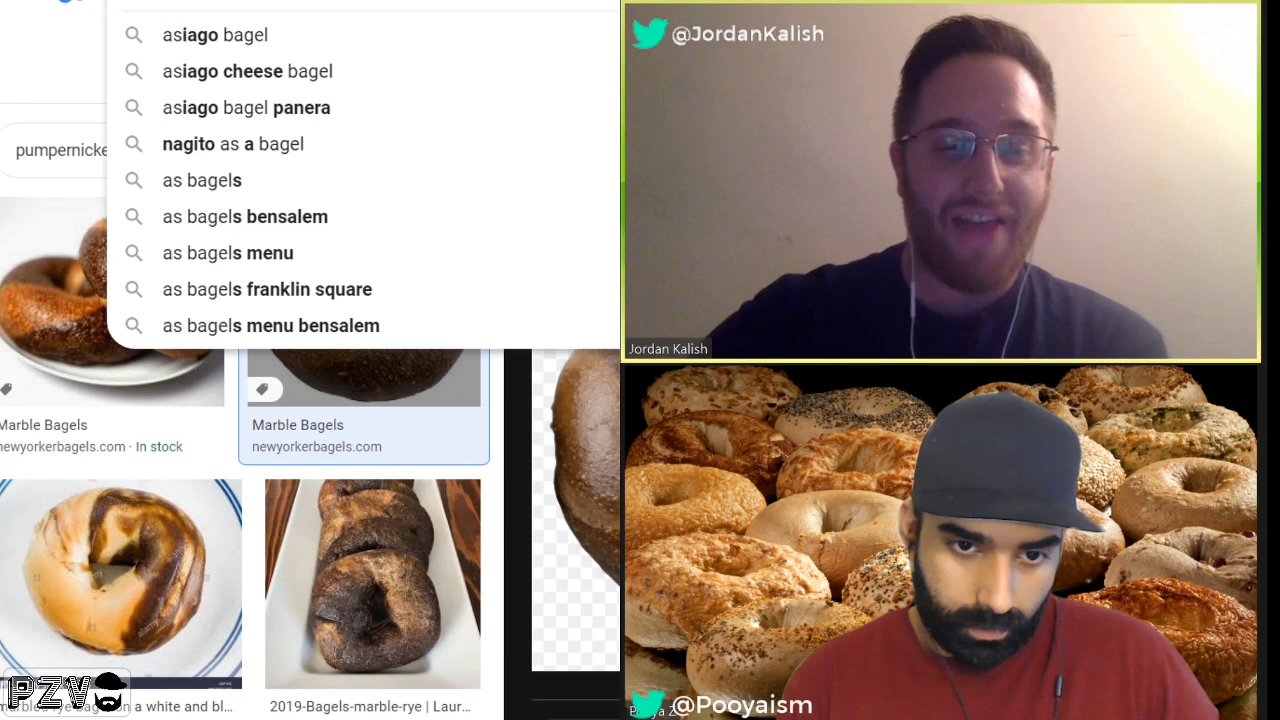 asiago bagel
asiago cheese bagel
asiago bagel panera
nagito as a bagel
as bagels
as bagels bensalem
as bagels menu
as bagels franklin square
as bagels menu bensalem
pumpernicke
Marble Bagels
newyorkerbagels.com · In stock
Marble Bagels
newyorkerbagels.com
a white and bl...
2019-Bagels-marble-rye | Laur...
PZV
@JordanKalish
Jordan Kalish
@Pooyaism